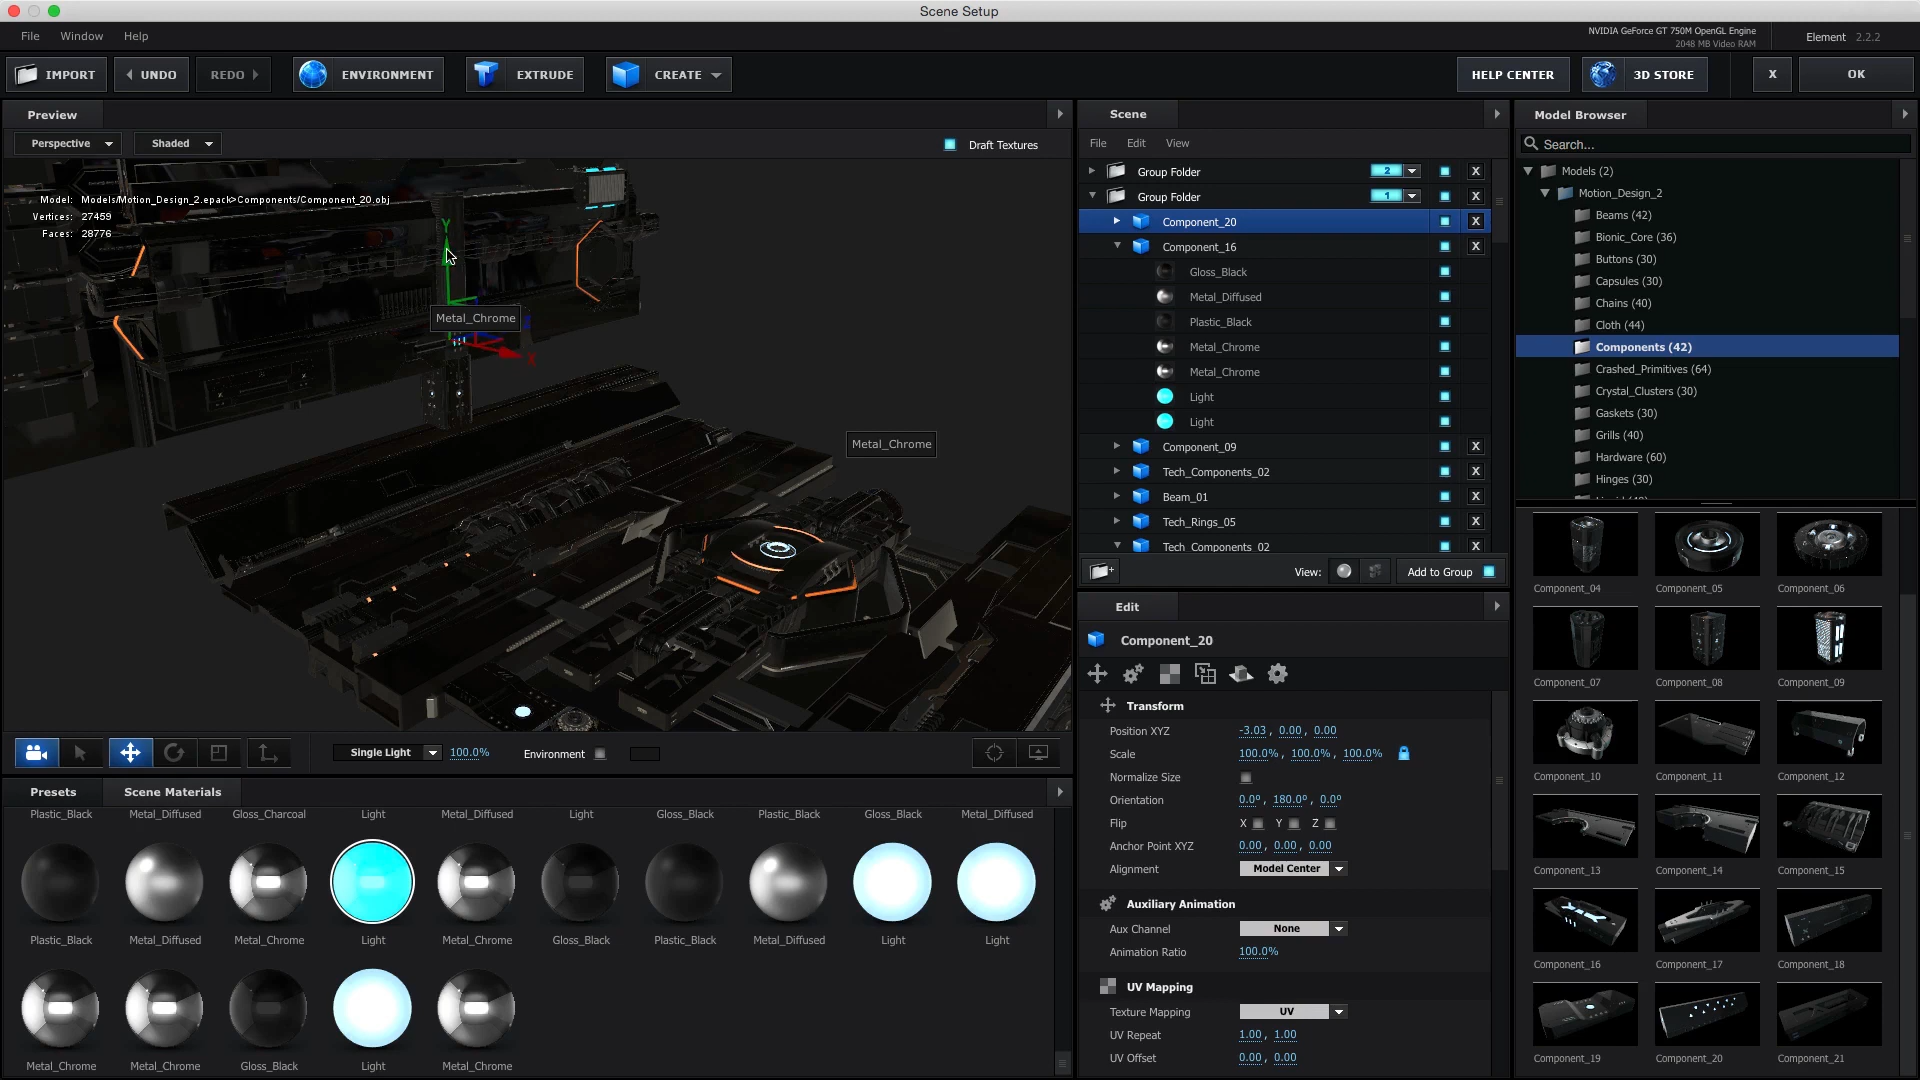 Scene Setup
File Window Help
NVIDIA GeForce GT 750M OpenGL Engine
2048 MB Video RAM
Element 2.2.2
IMPORT UNDO REDO ENVIRONMENT EXTRUDE CREATE HELP CENTER 3D STORE X OK
Preview
Perspective Shaded Draft Textures
Model: Models/Motion_Design_2.epack>Components/Component_20.obj
Vertices: 27459
Faces: 28776
Y
Metal_Chrome
X
Metal_Chrome
Single Light 100.0% Environment
Presets Scene Materials
Plastic_Black Metal_Diffused Gloss_Charcoal Light Metal_Diffused Light Gloss_Black Plastic_Black Gloss_Black Metal_Diffused
Plastic_Black Metal_Diffused Metal_Chrome Light Metal_Chrome Gloss_Black Plastic_Black Metal_Diffused Light Light
Metal_Chrome Metal_Chrome Gloss_Black Light Metal_Chrome
Scene
File Edit View
Group Folder 2 X
Group Folder 1 X
Component_20 X
Component_16 X
Gloss_Black
Metal_Diffused
Plastic_Black
Metal_Chrome
Metal_Chrome
Light
Light
Component_09 X
Tech_Components_02 X
Beam_01 X
Tech_Rings_05 X
Tech_Components_02 X
View: Add to Group
Edit
Component_20
Transform
Position XYZ -3.03, 0.00, 0.00
Scale 100.0%, 100.0%, 100.0%
Normalize Size
Orientation 0.0º, 180.0º, 0.0º
Flip X Y Z
Anchor Point XYZ 0.00, 0.00, 0.00
Alignment Model Center
Auxiliary Animation
Aux Channel None
Animation Ratio 100.0%
UV Mapping
Texture Mapping UV
UV Repeat 1.00, 1.00
UV Offset 0.00, 0.00
Model Browser
Search...
Models (2)
Motion_Design_2
Beams (42)
Bionic_Core (36)
Buttons (30)
Capsules (30)
Chains (40)
Cloth (44)
Components (42)
Crashed_Primitives (64)
Crystal_Clusters (30)
Gaskets (30)
Grills (40)
Hardware (60)
Hinges (30)
Component_04 Component_05 Component_06
Component_07 Component_08 Component_09
Component_10 Component_11 Component_12
Component_13 Component_14 Component_15
Component_16 Component_17 Component_18
Component_19 Component_20 Component_21